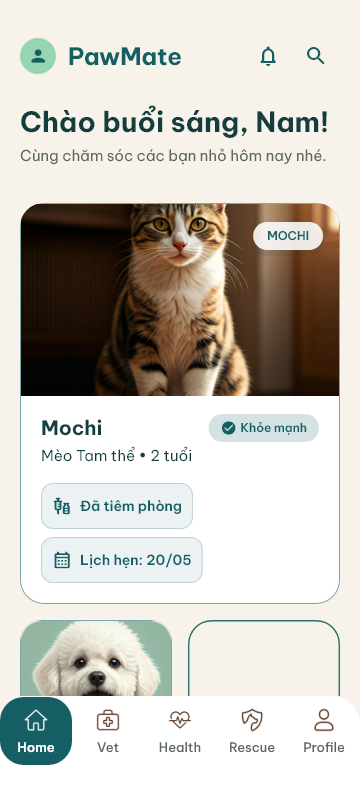 PawMate
Chào buổi sáng, Nam!
Cùng chăm sóc các bạn nhỏ hôm nay nhé.
MOCHI
Mochi
Khỏe mạnh
Mèo Tam thể • 2 tuổi
Đã tiêm phòng
Lịch hẹn: 20/05
Home
Vet
Health
Rescue
Profile